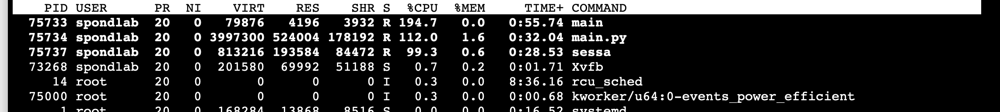 PID USER PR NI VIRT RES SHR S %CPU %MEM TIME+ COMMAND
75733 spondlab 20 0 79876 4196 3932 R 194.7 0.0 0:55.74 main
75734 spondlab 20 0 3997300 524004 178192 R 112.0 1.6 0:32.04 main.py
75737 spondlab 20 0 813216 193584 84472 R 99.3 0.6 0:28.53 sessa
73268 spondlab 20 0 201580 69992 51188 S 0.7 0.2 0:01.71 Xvfb
14 root 20 0 0 0 0 I 0.3 0.0 8:36.16 rcu_sched
75000 root 20 0 0 0 0 I 0.3 0.0 0:00.68 kworker/u64:0-events_power_efficient
1 root 20 0 168284 13868 8516 S 0.0 0.0 0:16.52 systemd